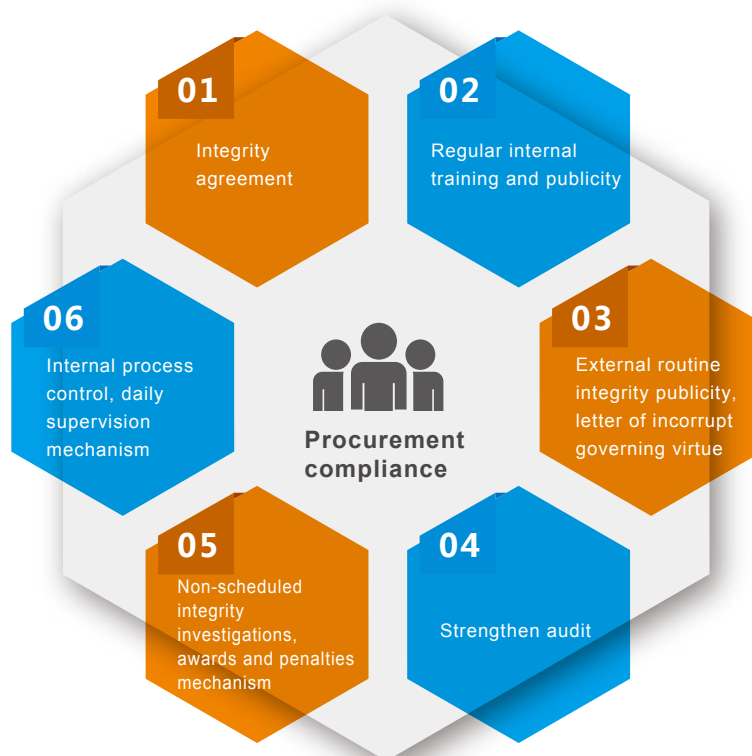 01
Integrity
agreement
02
Regular internal
training and publicity
03
External routine
integrity publicity,
letter of incorrupt
governing virtue
04
Strengthen audit
05
Non-scheduled
integrity
investigations,
awards and penalties
mechanism
06
Internal process
control, daily
supervision
mechanism
Procurement
compliance